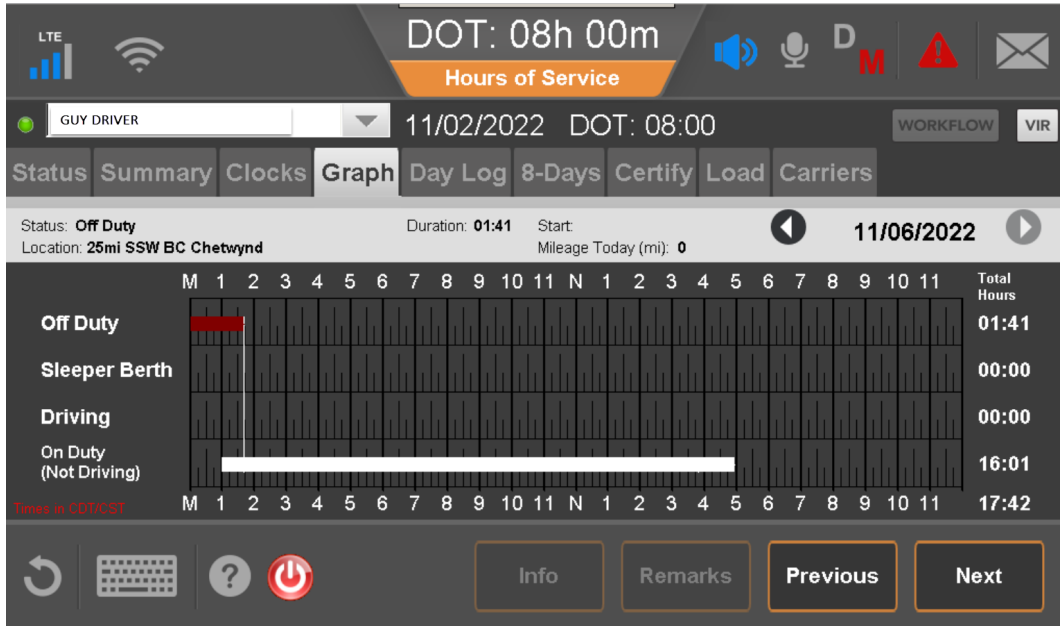 LTE
DOT: 08h 00m
Hours of Service
D M
GUY DRIVER
11/02/2022 DOT: 08:00
WORKFLOW
VIR
Status Summary Clocks Graph Day Log 8-Days Certify Load Carriers
Status: Off Duty Duration: 01:41 Start:
Location: 25mi SSW BC Chetwynd Mileage Today (mi): 0
11/06/2022
M 1 2 3 4 5 6 7 8 9 10 11 N 1 2 3 4 5 6 7 8 9 10 11 Total Hours
Off Duty 01:41
Sleeper Berth 00:00
Driving 00:00
On Duty
(Not Driving) 16:01
Times in CDT/CST M 1 2 3 4 5 6 7 8 9 10 11 N 1 2 3 4 5 6 7 8 9 10 11 17:42
? Info Remarks Previous Next